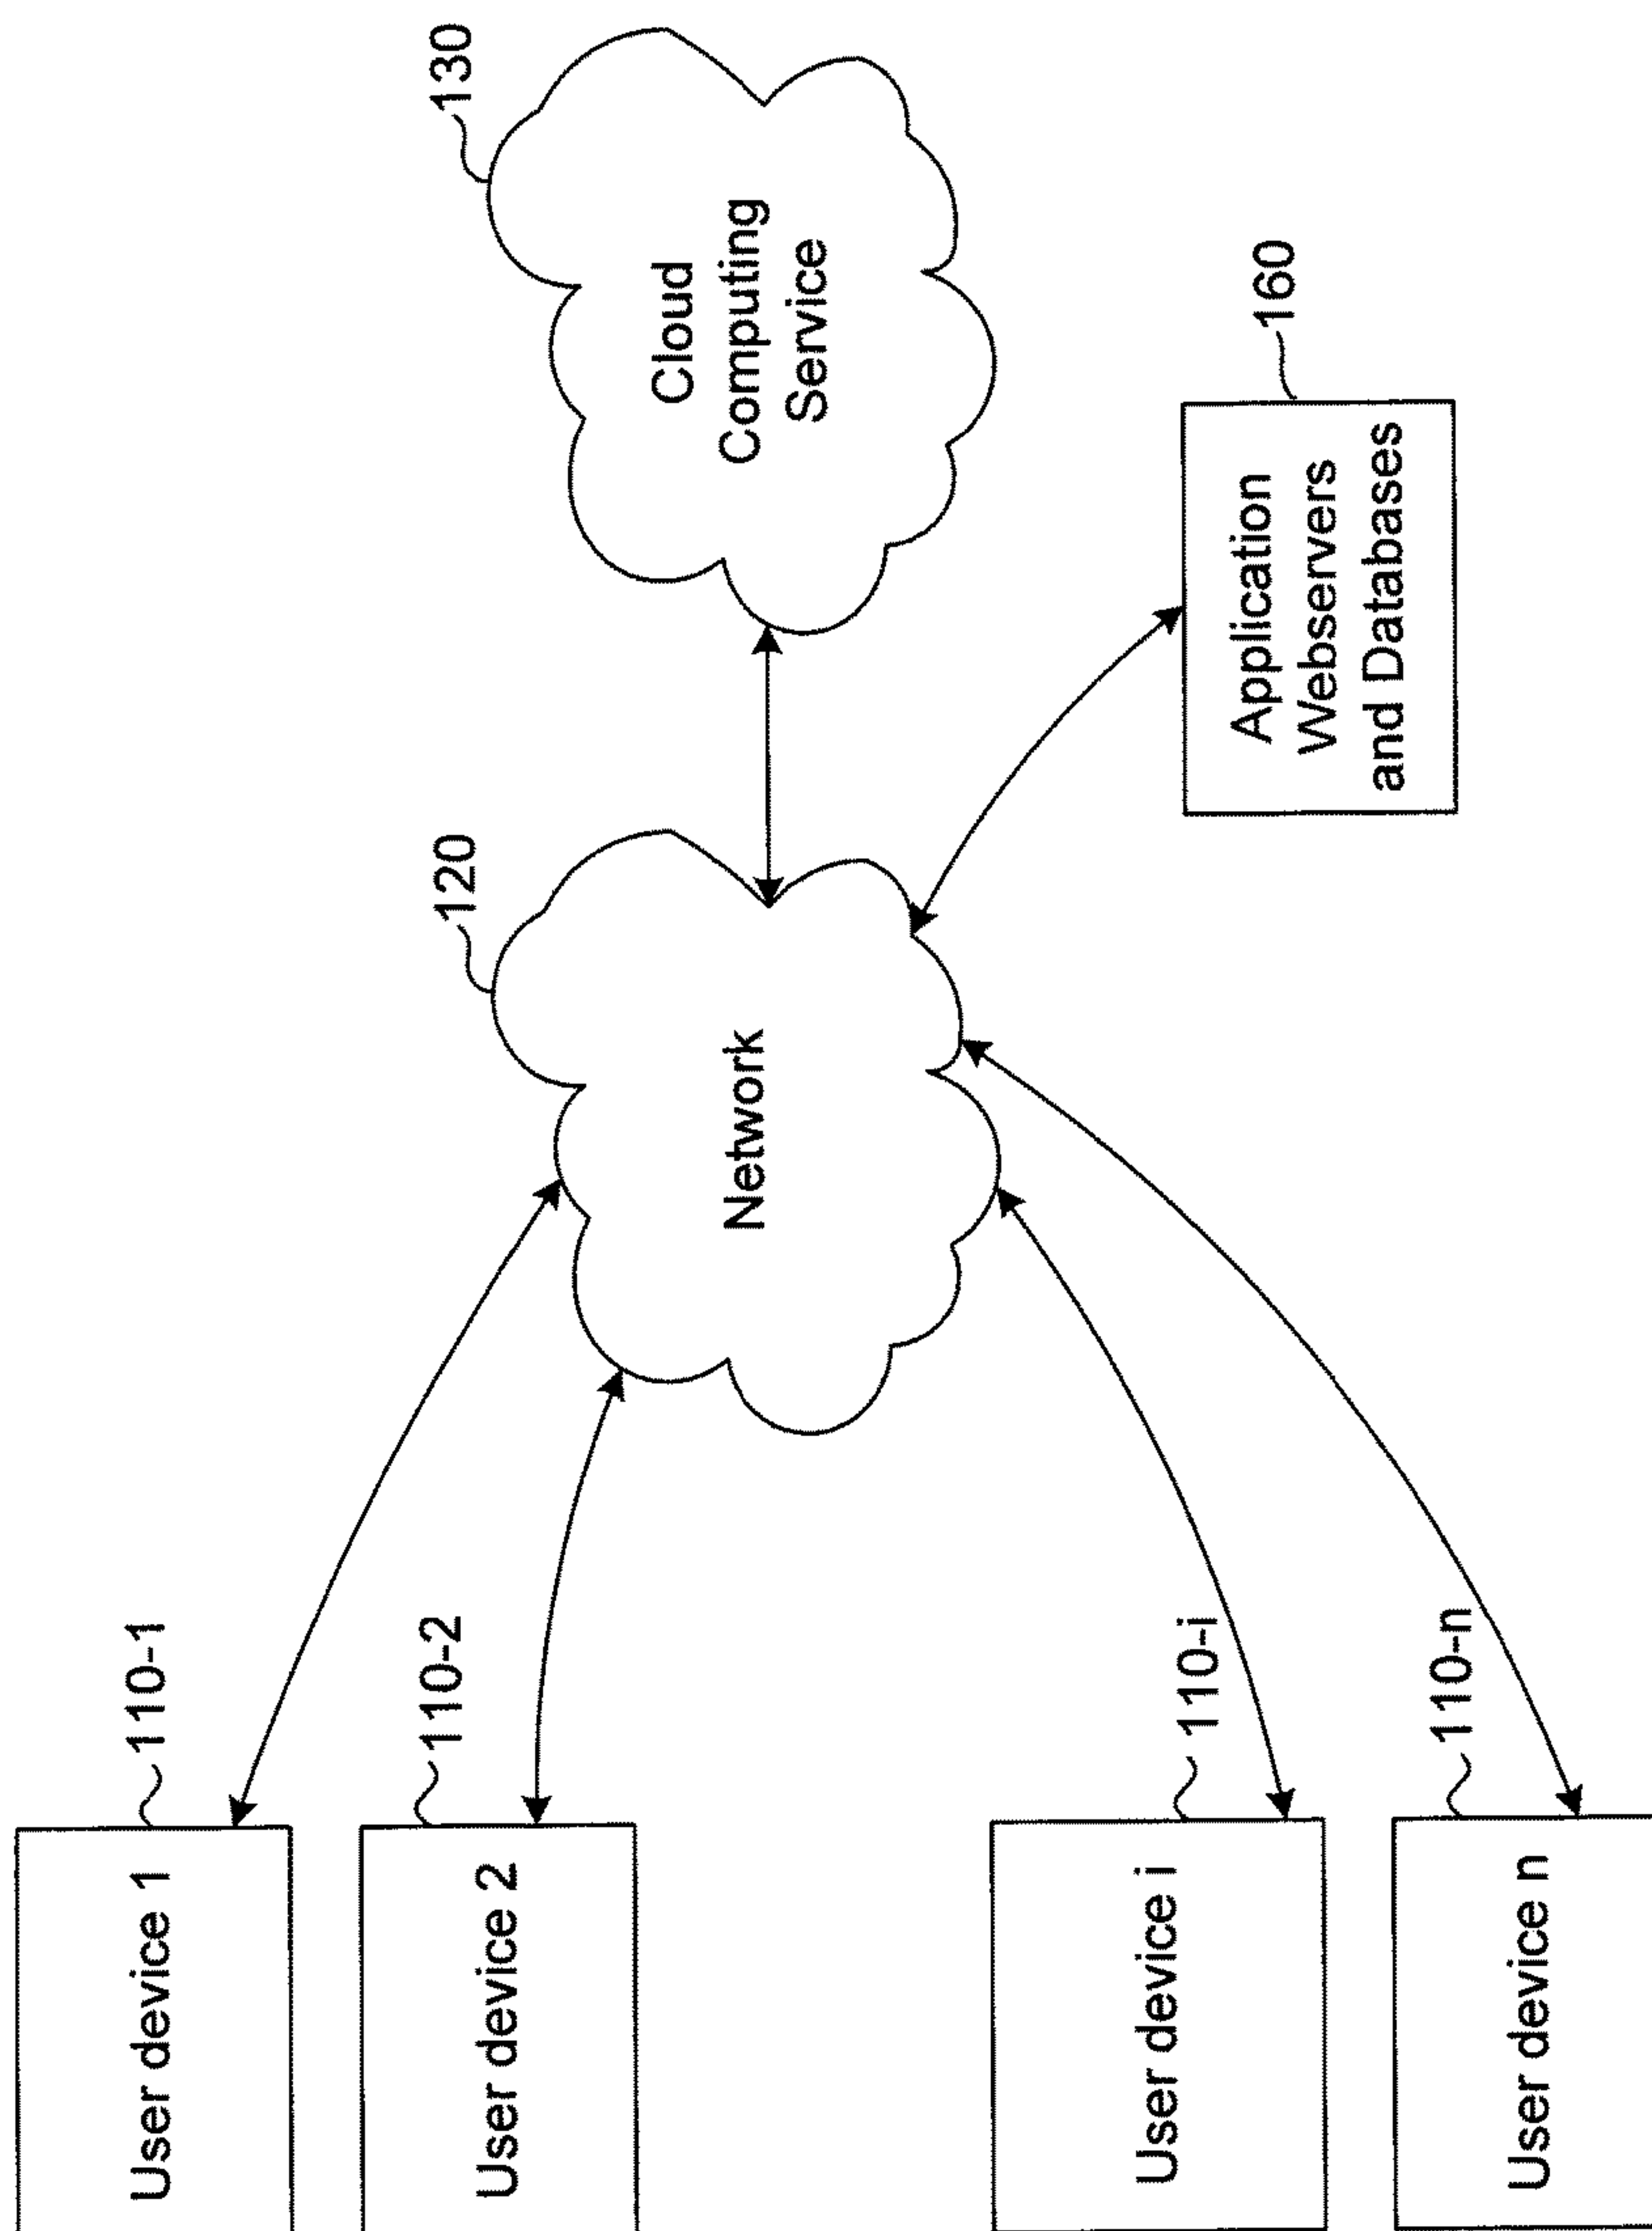 User device 1
110-1
User device 2
110-2
User device i
110-i
User device n
110-n
Network
120
Cloud
Computing
Service
130
Application
Webservers
and Databases
160